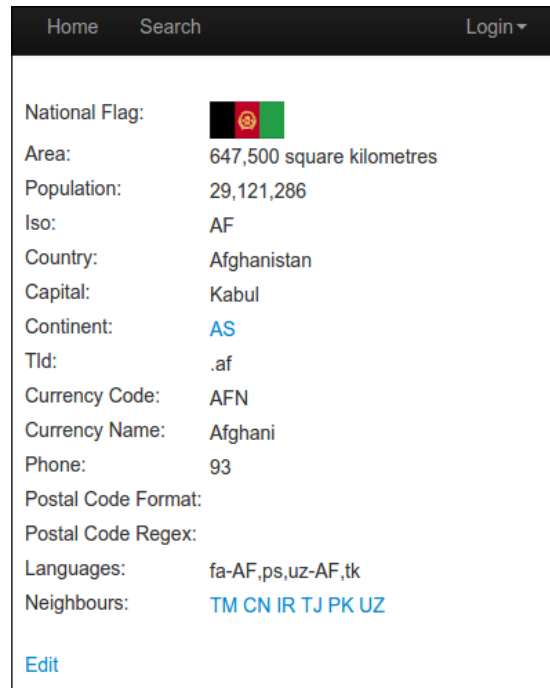 Home Search Login
National Flag:
Area: 647,500 square kilometres
Population: 29,121,286
Iso: AF
Country: Afghanistan
Capital: Kabul
Continent: AS
Tld: .af
Currency Code: AFN
Currency Name: Afghani
Phone: 93
Postal Code Format:
Postal Code Regex:
Languages: fa-AF,ps,uz-AF,tk
Neighbours: TM CN IR TJ PK UZ
Edit